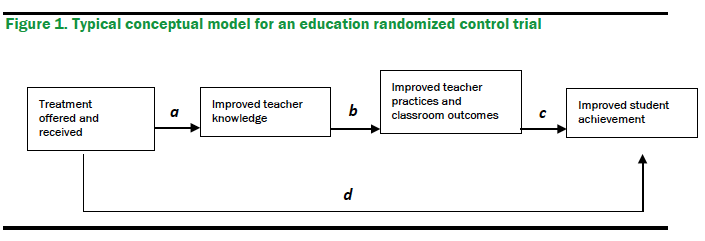 Figure 1. Typical conceptual model for an education randomized control trial
Treatment
offered and
received
a
Improved teacher
knowledge
b
Improved teacher
practices and
classroom outcomes
c
Improved student
achievement
d